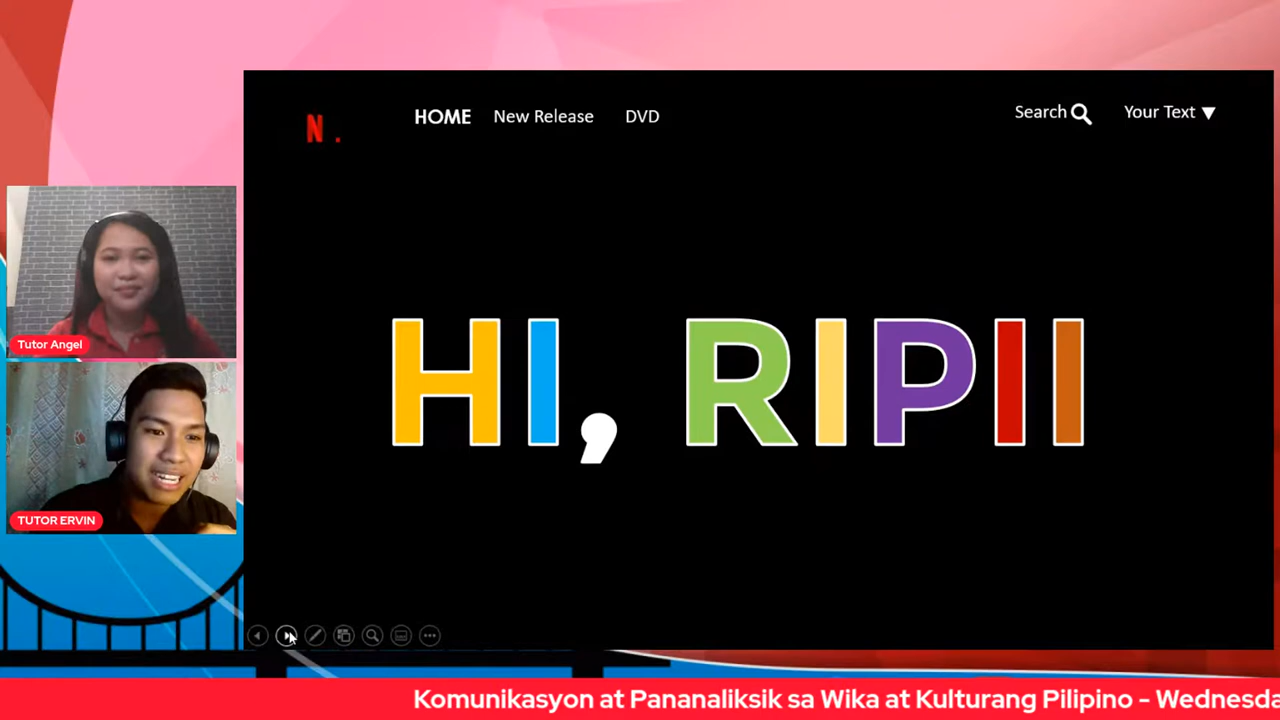 N .
HOME New Release DVD
Search Your Text
HI, RIPII
Tutor Angel
TUTOR ERVIN
Komunikasyon at Pananaliksik sa Wika at Kulturang Pilipino - Wednesda